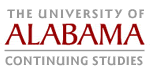 THE UNIVERSITY OF
ALABAMA
CONTINUING STUDIES